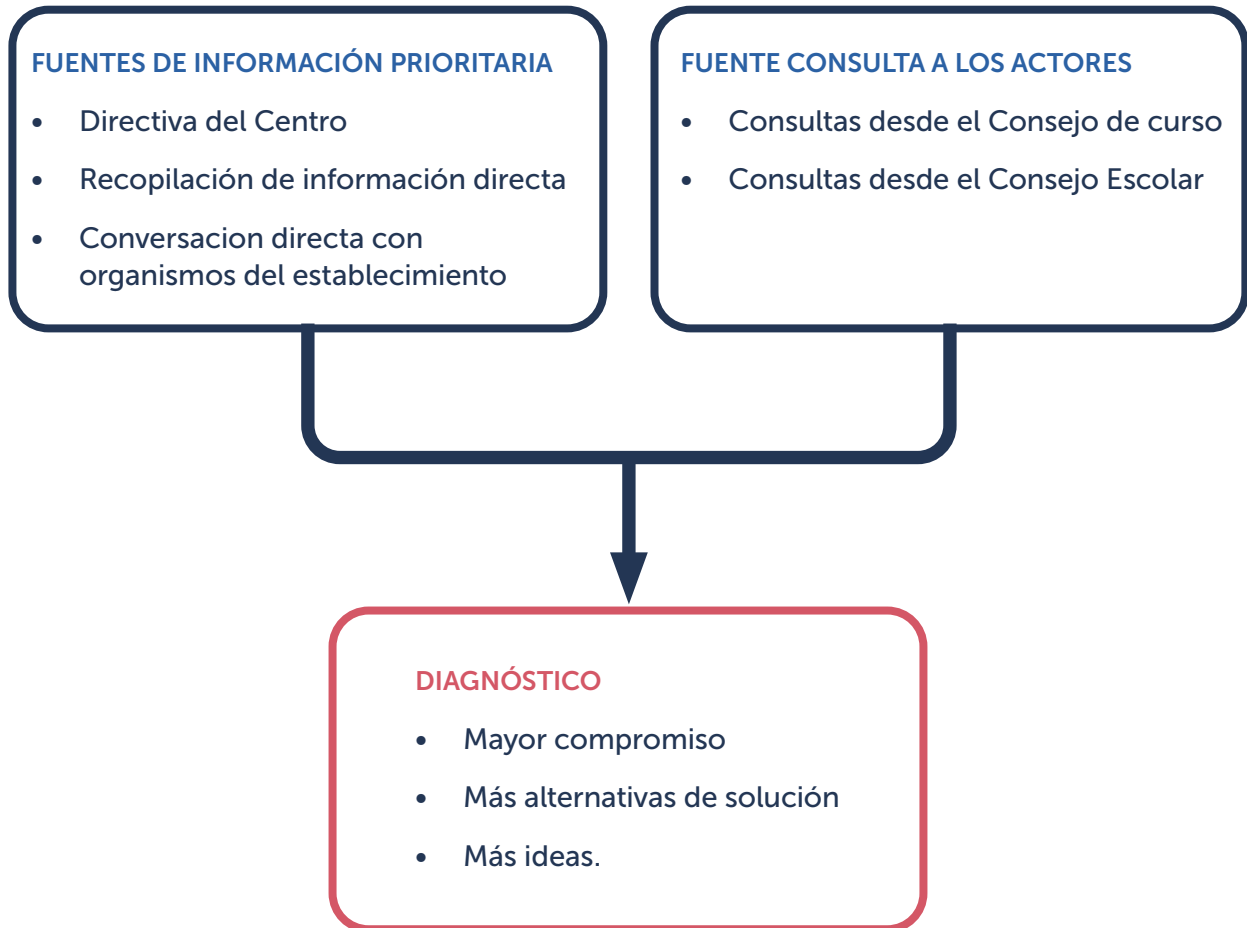 FUENTES DE INFORMACIÓN PRIORITARIA
• Directiva del Centro
• Recopilación de información directa
• Conversacion directa con
organismos del establecimiento
FUENTE CONSULTA A LOS ACTORES
• Consultas desde el Consejo de curso
• Consultas desde el Consejo Escolar
DIAGNÓSTICO
• Mayor compromiso
• Más alternativas de solución
• Más ideas.